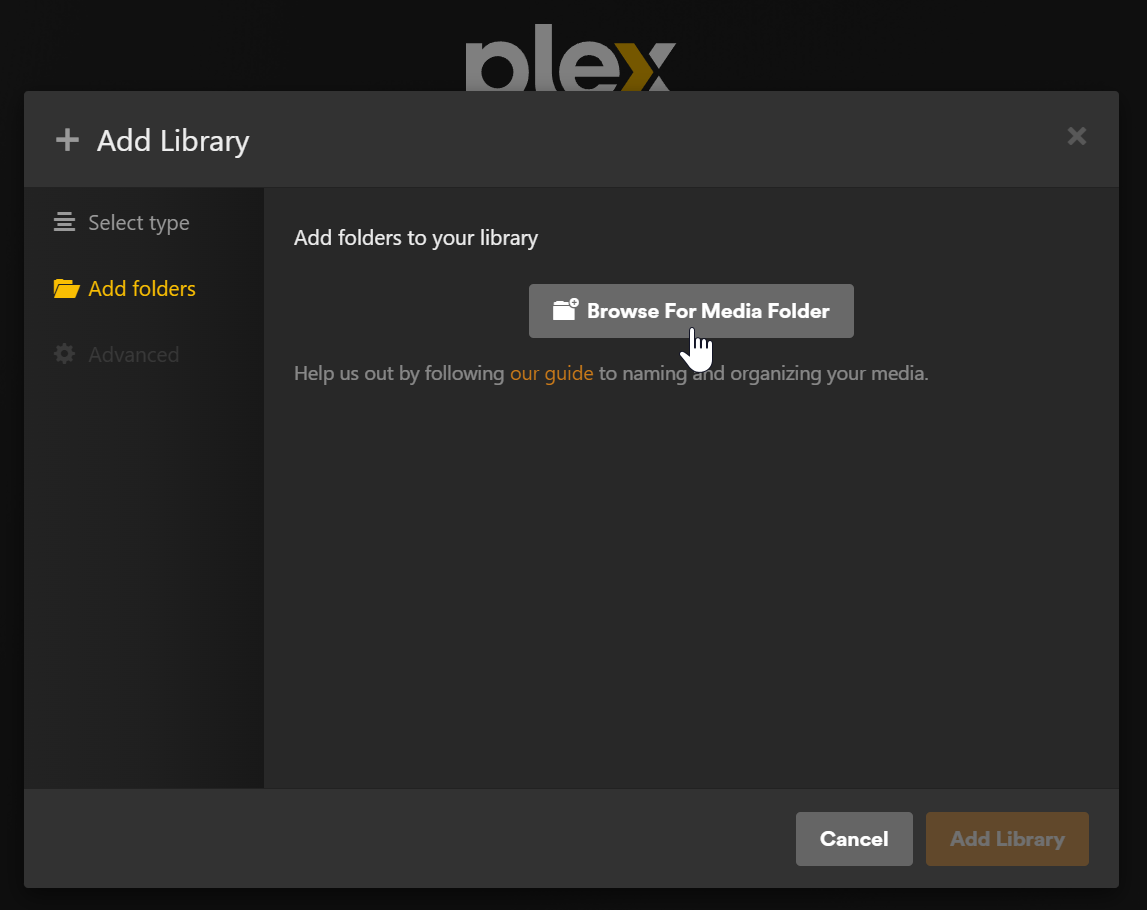 plex
Add Library
Select type
Add folders
Advanced
Add folders to your library
Browse For Media Folder
Help us out by following our guide to naming and organizing your media.
Cancel
Add Library